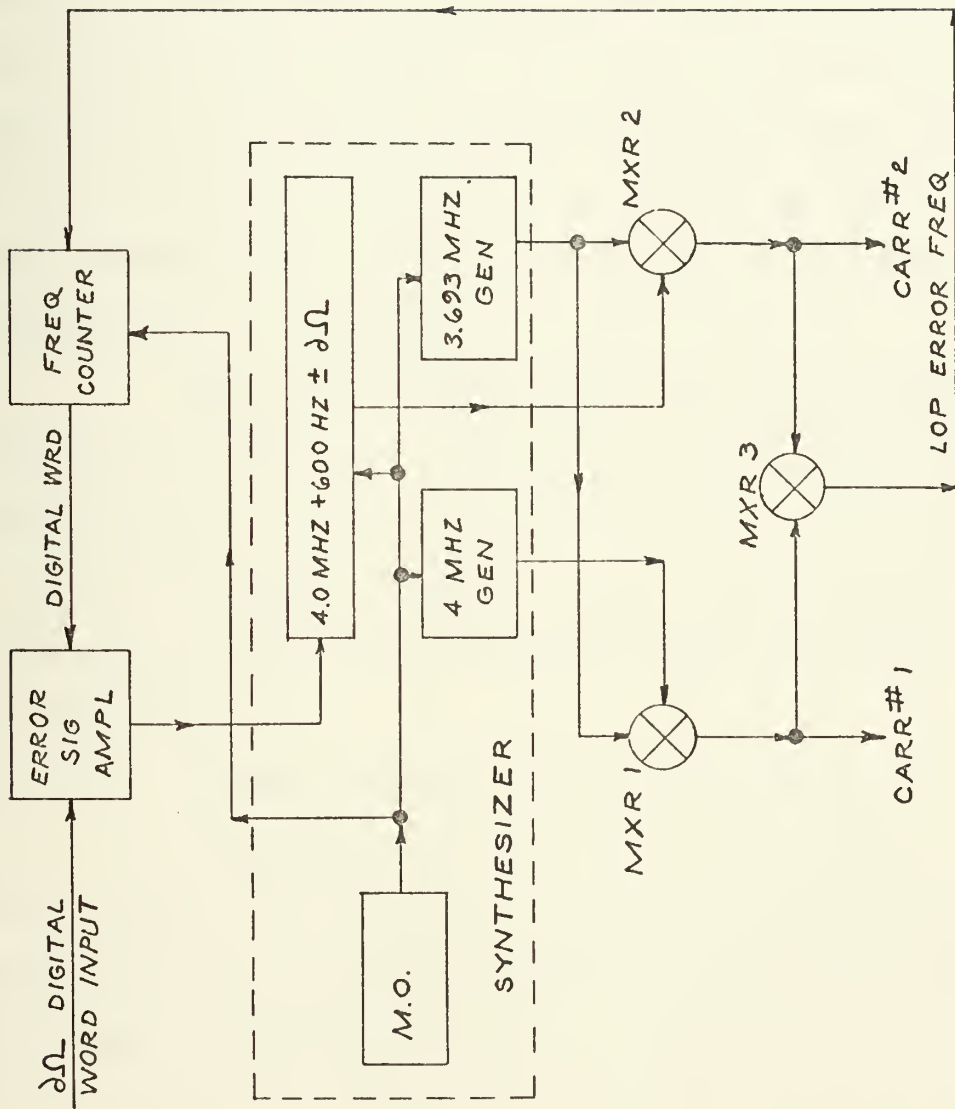 ∂Ω DIGITAL
WORD INPUT
ERROR
SIG
AMPL
DIGITAL WRD
FREQ
COUNTER
4.0 MHZ +600 HZ ± ∂Ω
M.O.
4 MHZ
GEN
3.693 MHZ
GEN
SYNTHESIZER
MXR 1
MXR 2
MXR 3
CARR #1
CARR #2
LOP ERROR FREQ